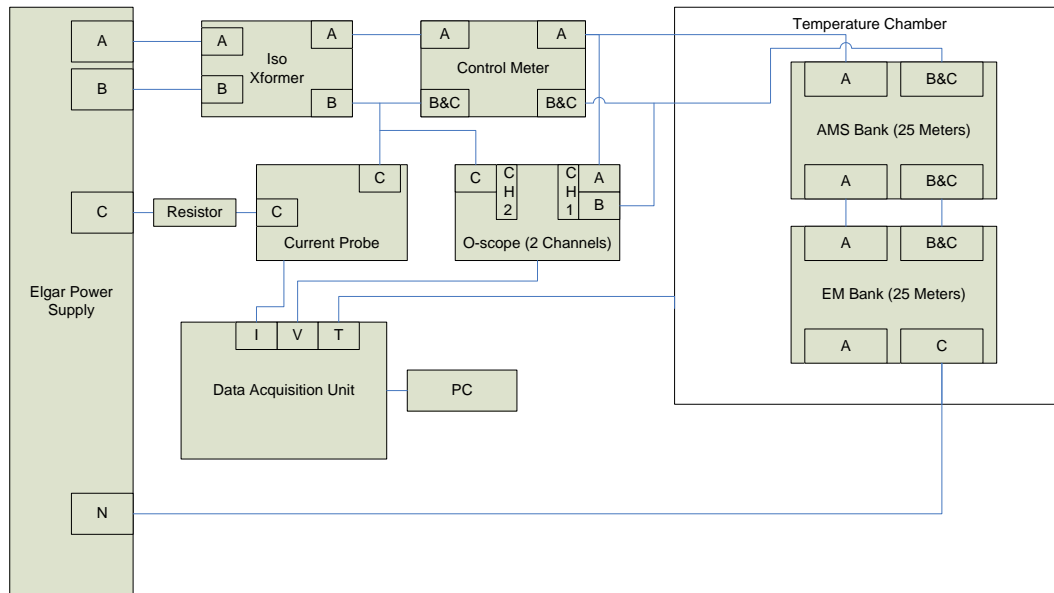 Temperature Chamber
A
A
A
A
A
Iso
Xformer
Control Meter
B
B
B
B&C
B&C
A
B&C
AMS Bank (25 Meters)
A
B&C
C
Resistor
C
C
Current Probe
C
C
H
2
C
H
1
A
B
O-scope (2 Channels)
A
B&C
EM Bank (25 Meters)
A
C
Elgar Power
Supply
I
V
T
Data Acquisition Unit
PC
N